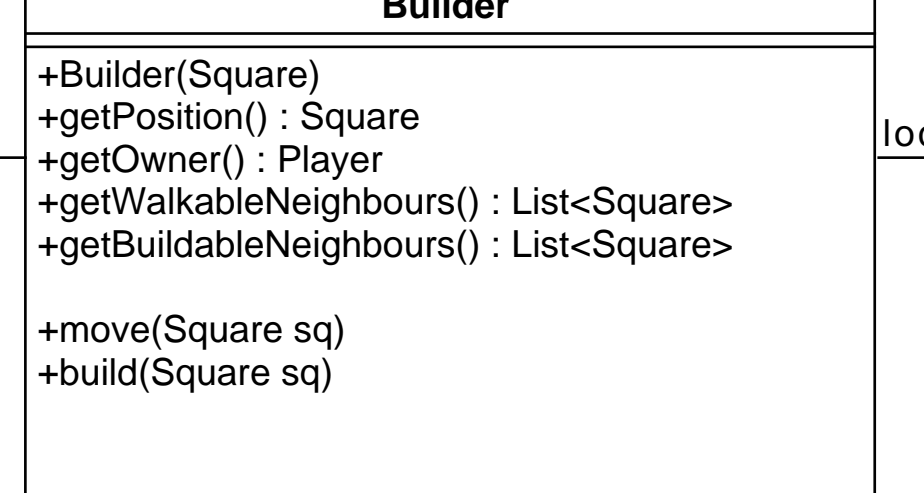 Builder
+Builder(Square)
+getPosition() : Square
+getOwner() : Player
+getWalkableNeighbours() : List<Square>
+getBuildableNeighbours() : List<Square>
+move(Square sq)
+build(Square sq)